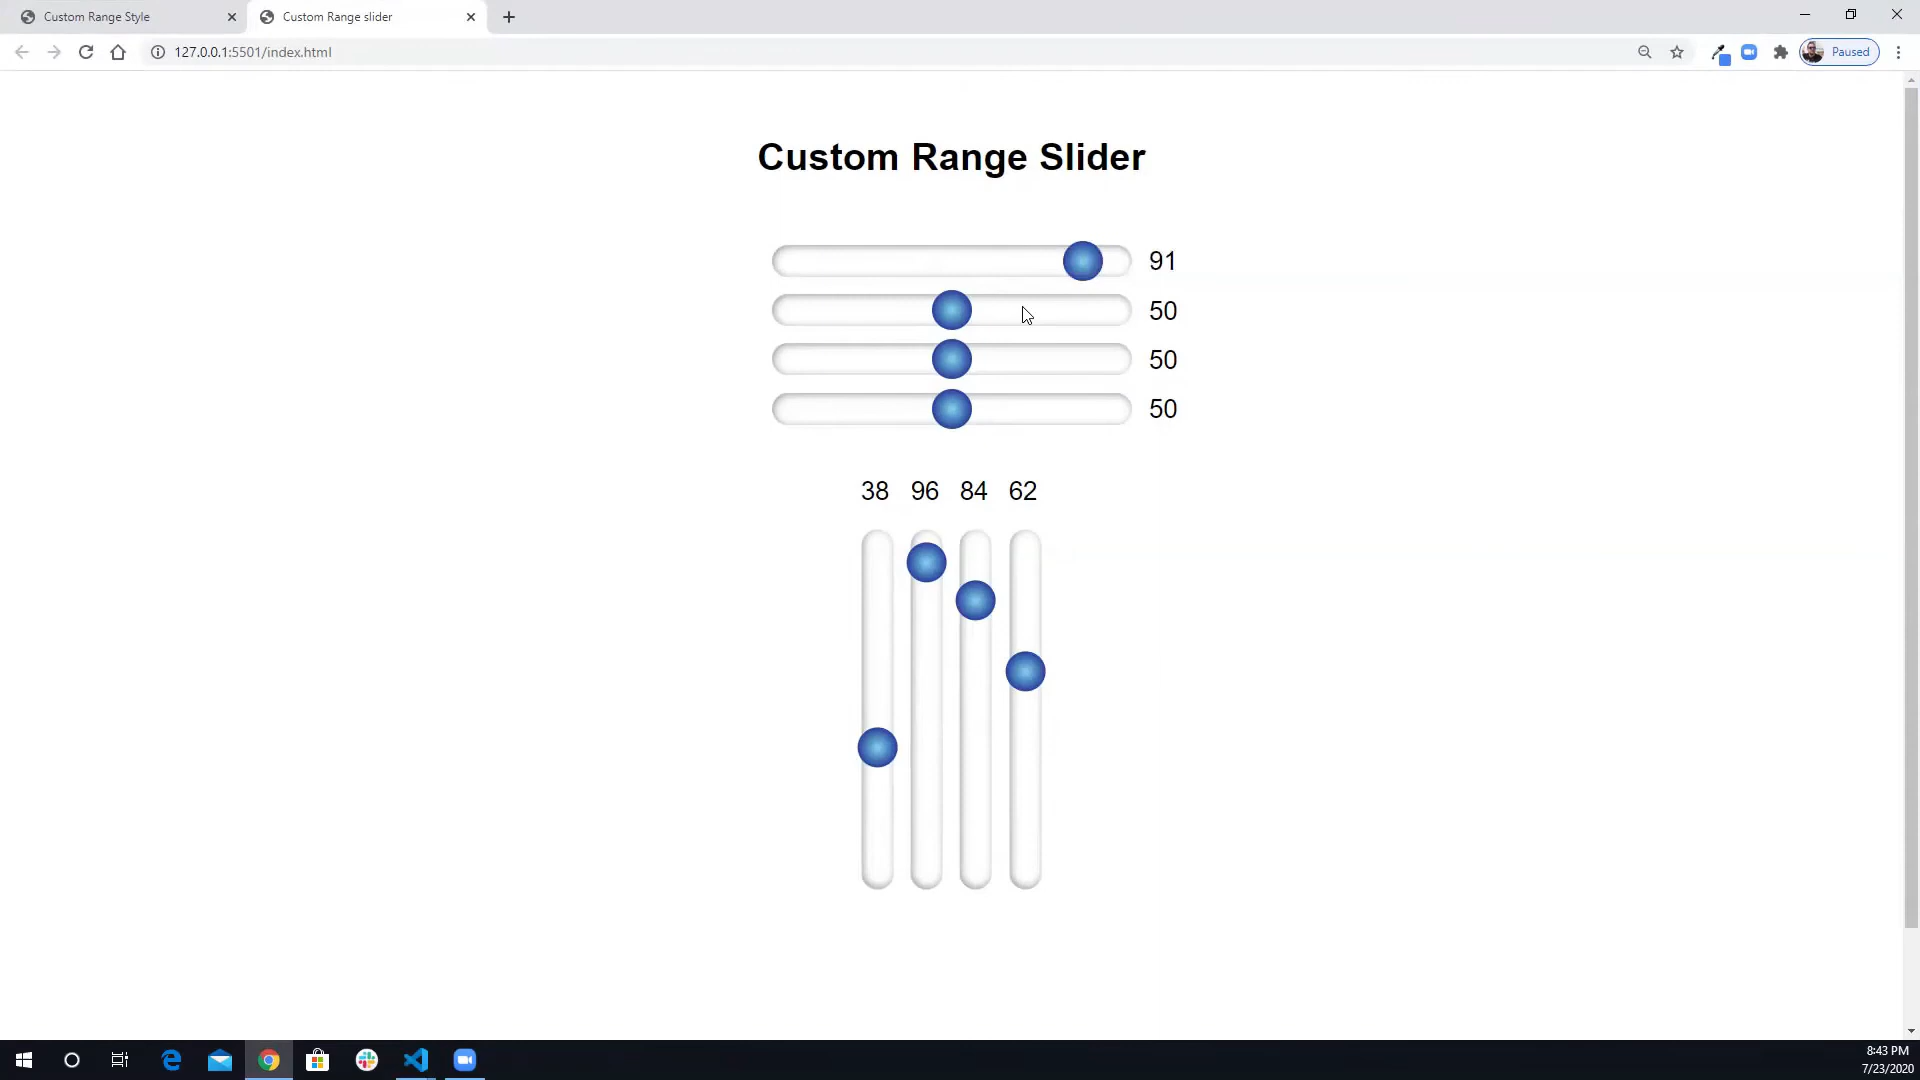 Custom Range Style
Custom Range slider
127.0.0.1:5501/index.html
Paused
Custom Range Slider
91
50
50
50
38 96 84 62
8:43 PM
7/23/2020